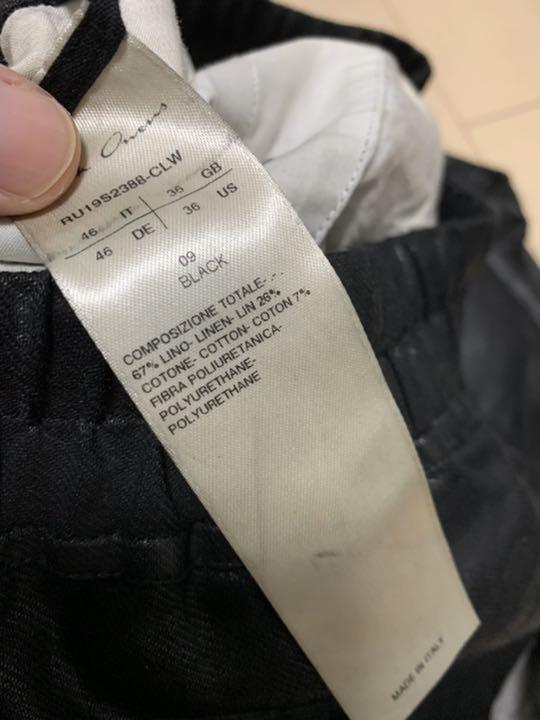 Owens
RU19S2388-CLW
46 IT 36 GB
46 DE 36 US
09
BLACK
COMPOSIZIONE TOTALE- - -
67% LINO- LINEN- LIN 26%
COTONE- COTTON- COTON 7%
FIBRA POLIURETANICA-
POLYURETHANE-
POLYURETHANE
MADE IN ITALY